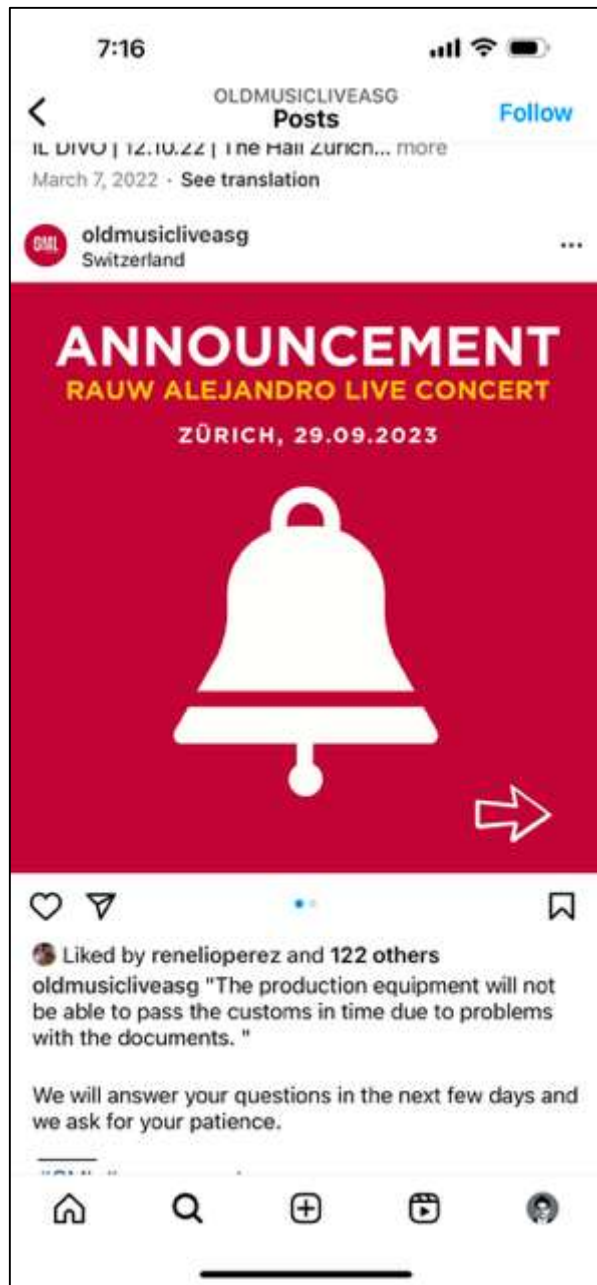 7:16
OLDMUSICLIVEASG
Posts
Follow
IL DIVO | 12.10.22 | The Hall Zürich... more
March 7, 2022 · See translation
OML
oldmusicliveasg
Switzerland
ANNOUNCEMENT
RAUW ALEJANDRO LIVE CONCERT
ZÜRICH, 29.09.2023
Liked by renelioperez and 122 others
oldmusicliveasg "The production equipment will not
be able to pass the customs in time due to problems
with the documents. "
We will answer your questions in the next few days and
we ask for your patience.